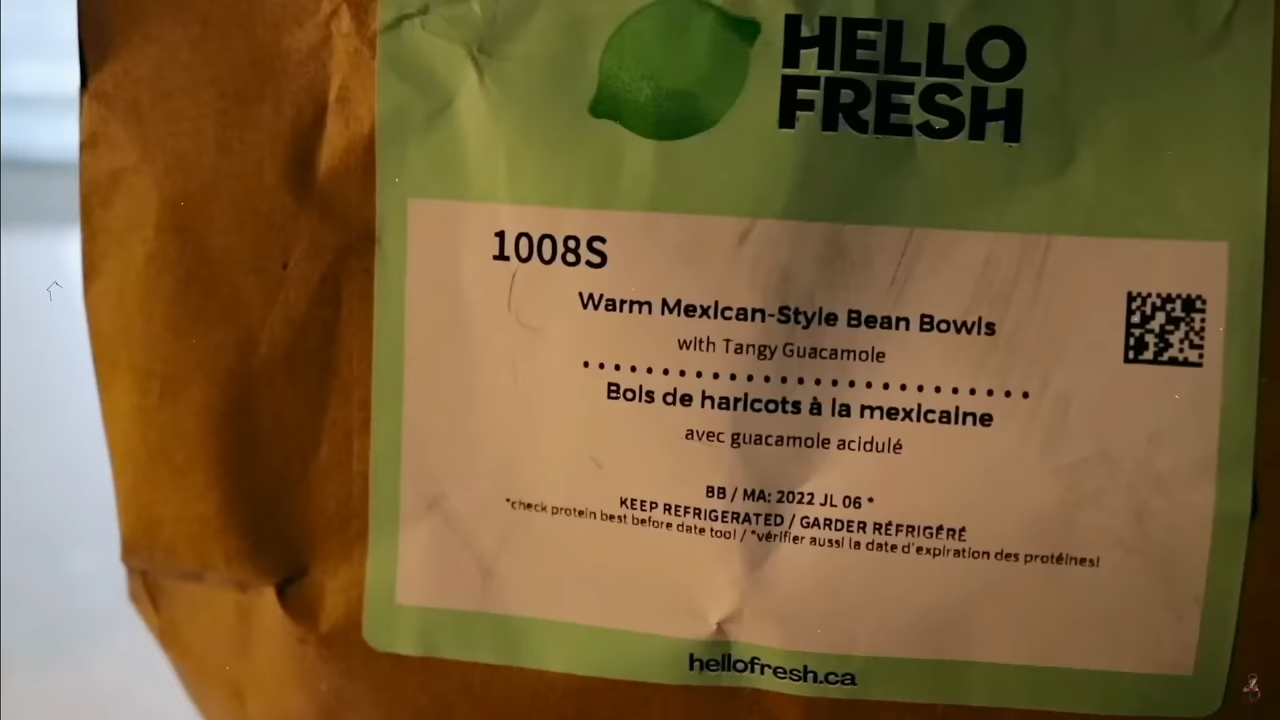 HELLO
FRESH
1008S
Warm Mexican-Style Bean Bowls
with Tangy Guacamole
Bols de haricots à la mexicaine
avec guacamole acidulé
BB / MA: 2022 JL 06 *
KEEP REFRIGERATED / GARDER RÉFRIGÉRÉ
*check protein best before date too! / *vérifier aussi la date d'expiration des protéines!
hellofresh.ca